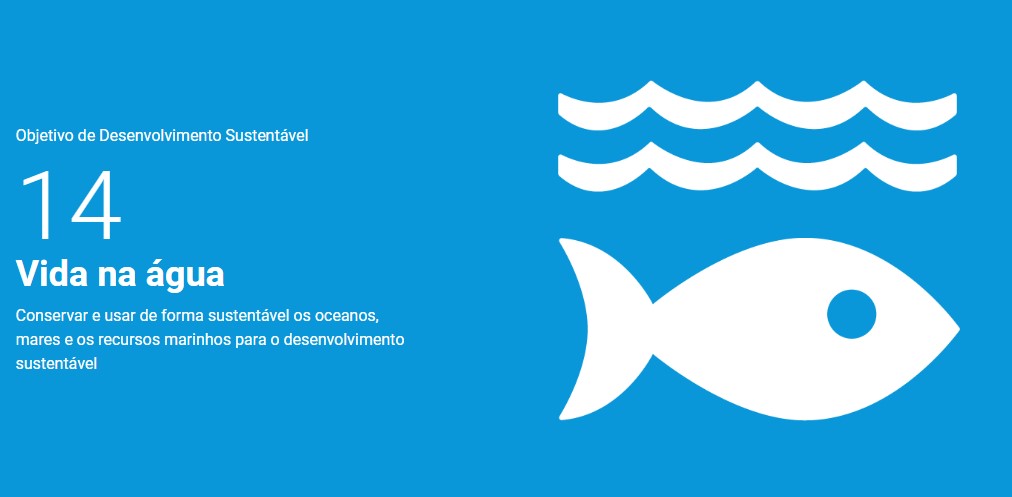 Objetivo de Desenvolvimento Sustentável
14
Vida na água
Conservar e usar de forma sustentável os oceanos,
mares e os recursos marinhos para o desenvolvimento
sustentável